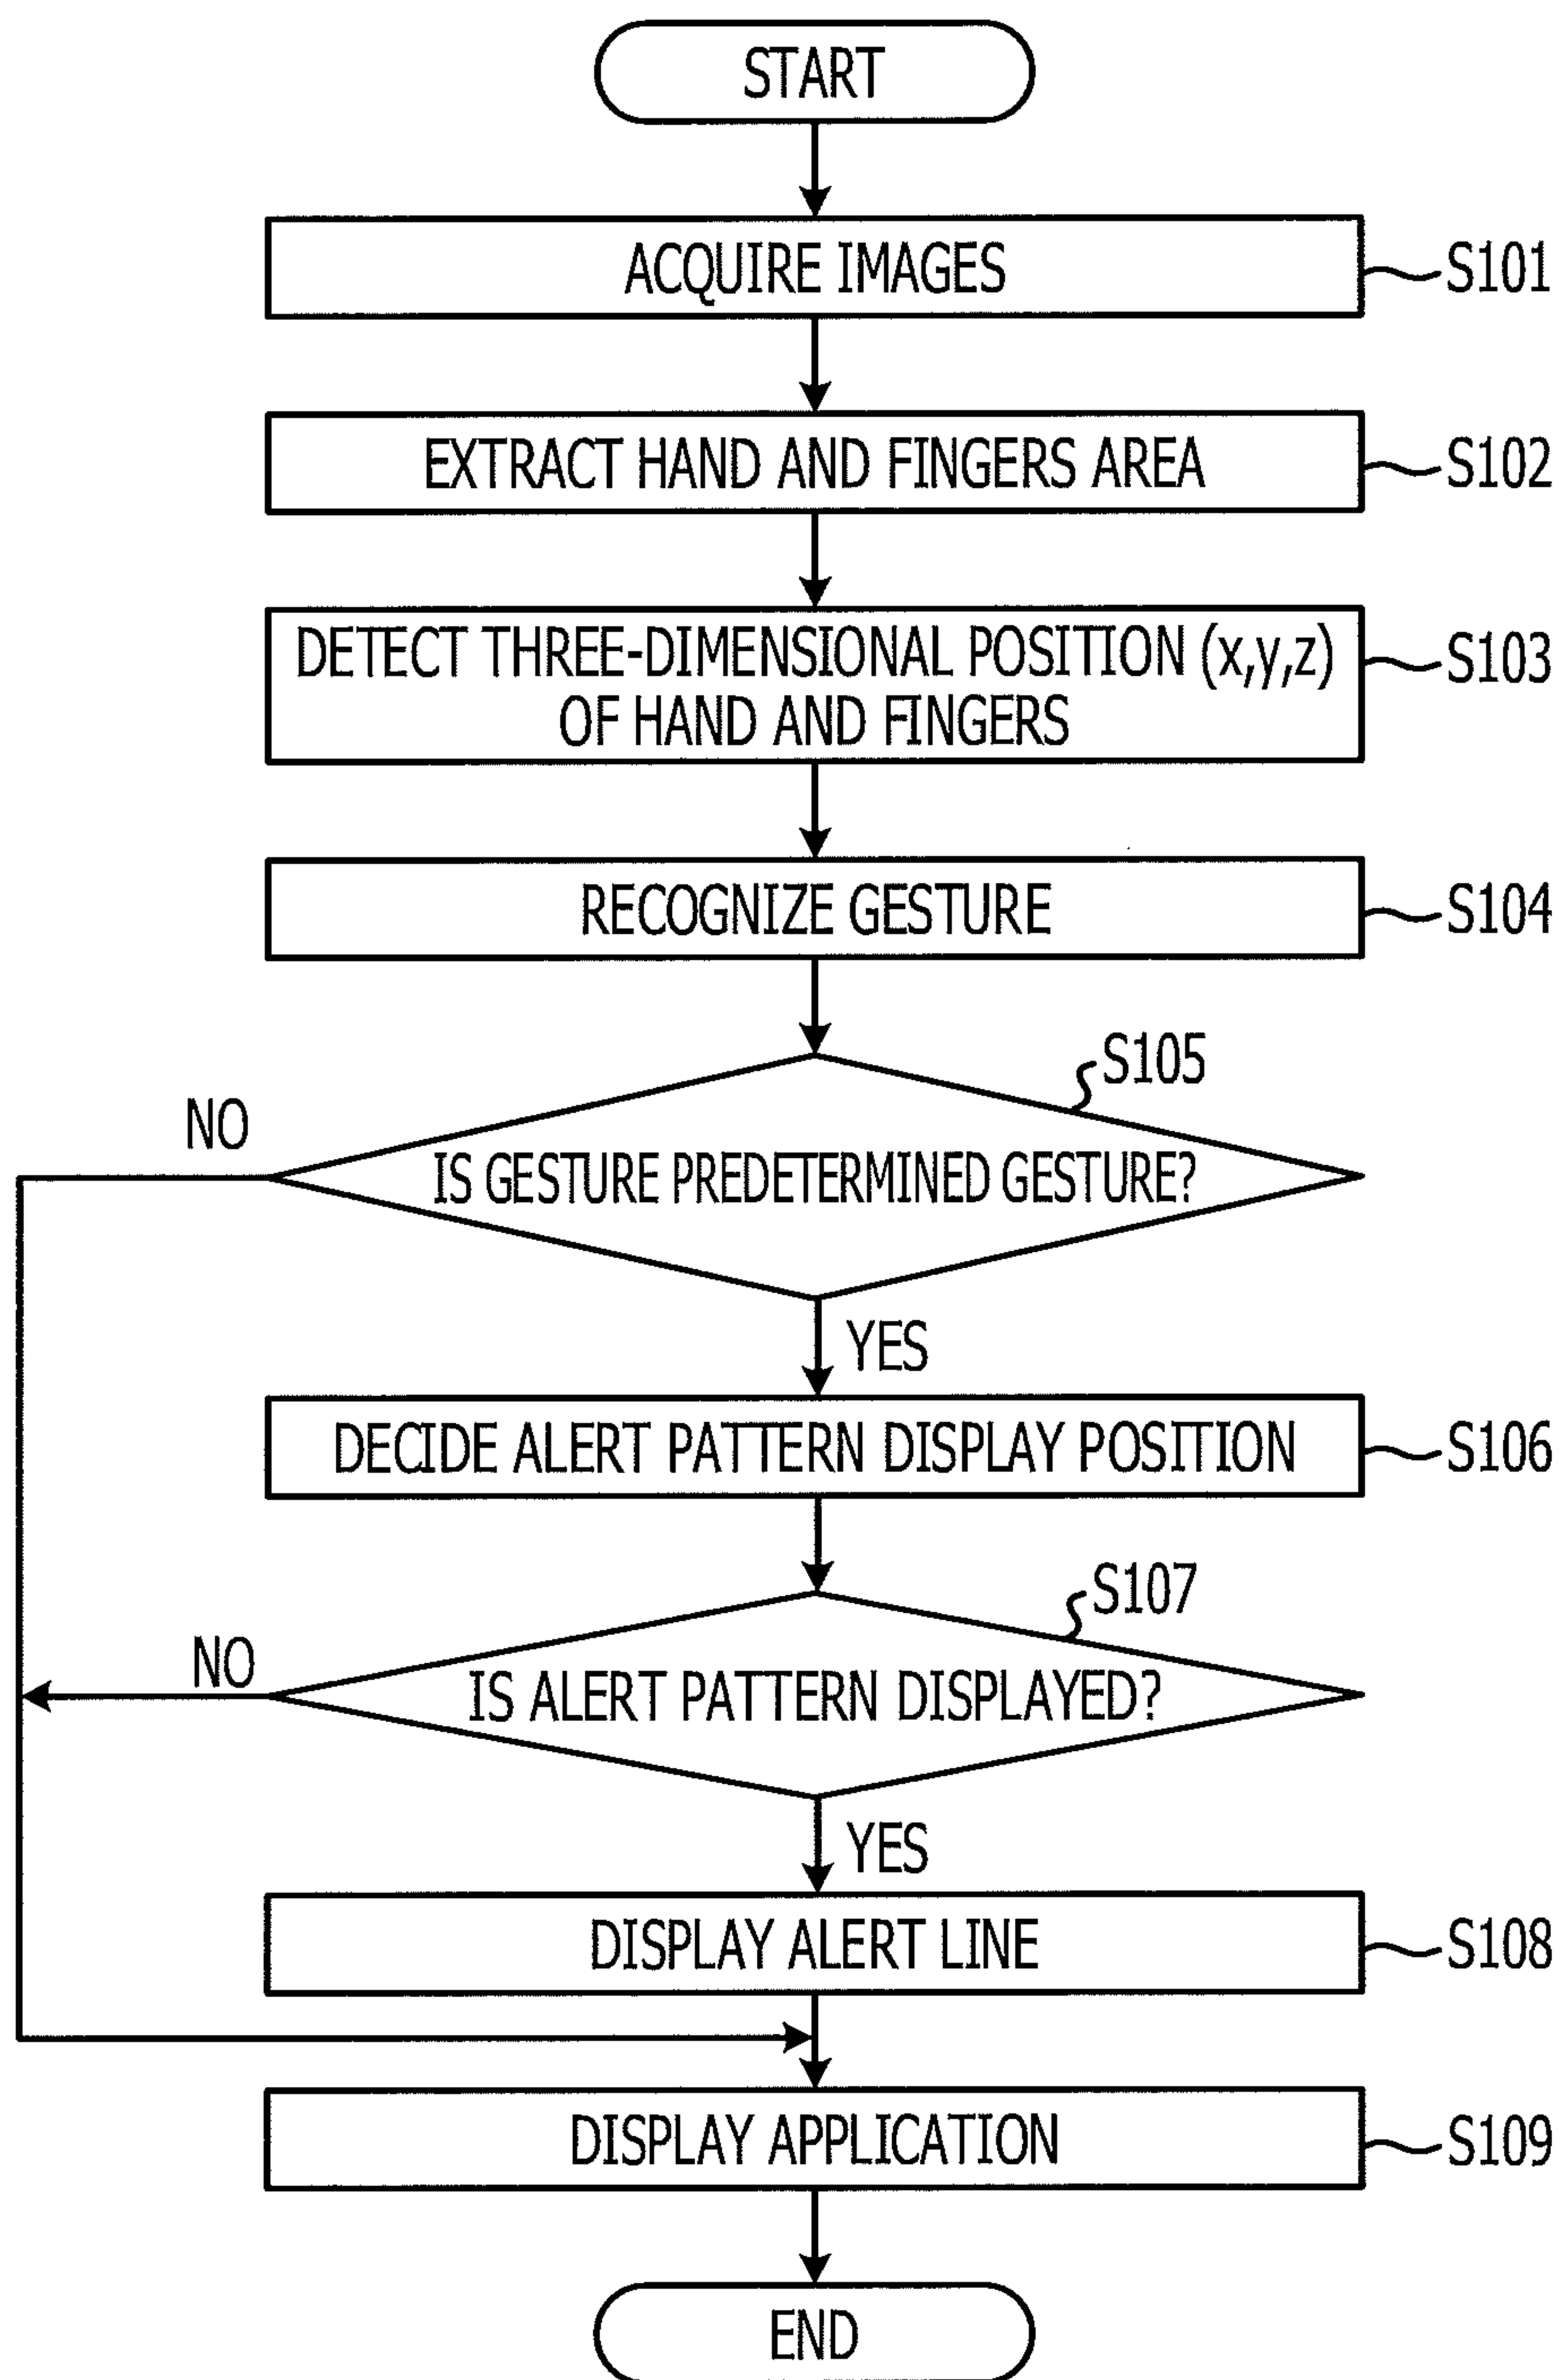 START
ACQUIRE IMAGES
S101
EXTRACT HAND AND FINGERS AREA
S102
DETECT THREE-DIMENSIONAL POSITION (x,y,z)
OF HAND AND FINGERS
S103
RECOGNIZE GESTURE
S104
S105
NO
IS GESTURE PREDETERMINED GESTURE?
YES
DECIDE ALERT PATTERN DISPLAY POSITION
S106
S107
NO
IS ALERT PATTERN DISPLAYED?
YES
DISPLAY ALERT LINE
S108
DISPLAY APPLICATION
S109
END